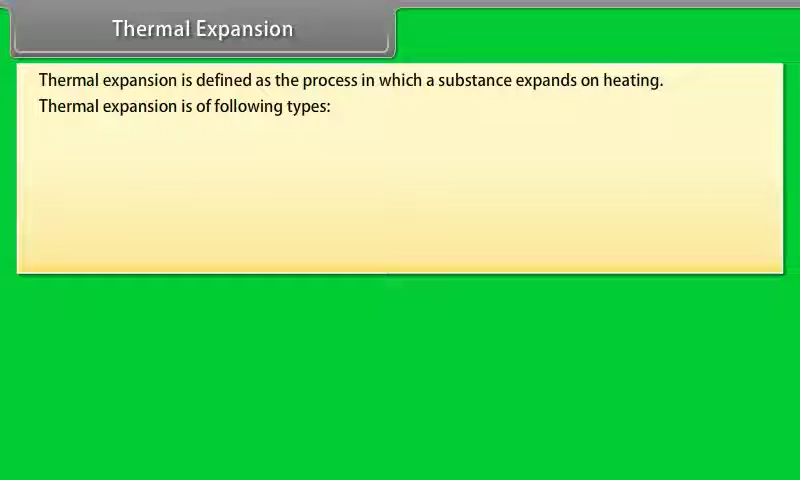 Thermal Expansion
Thermal expansion is defined as the process in which a substance expands on heating.
Thermal expansion is of following types: